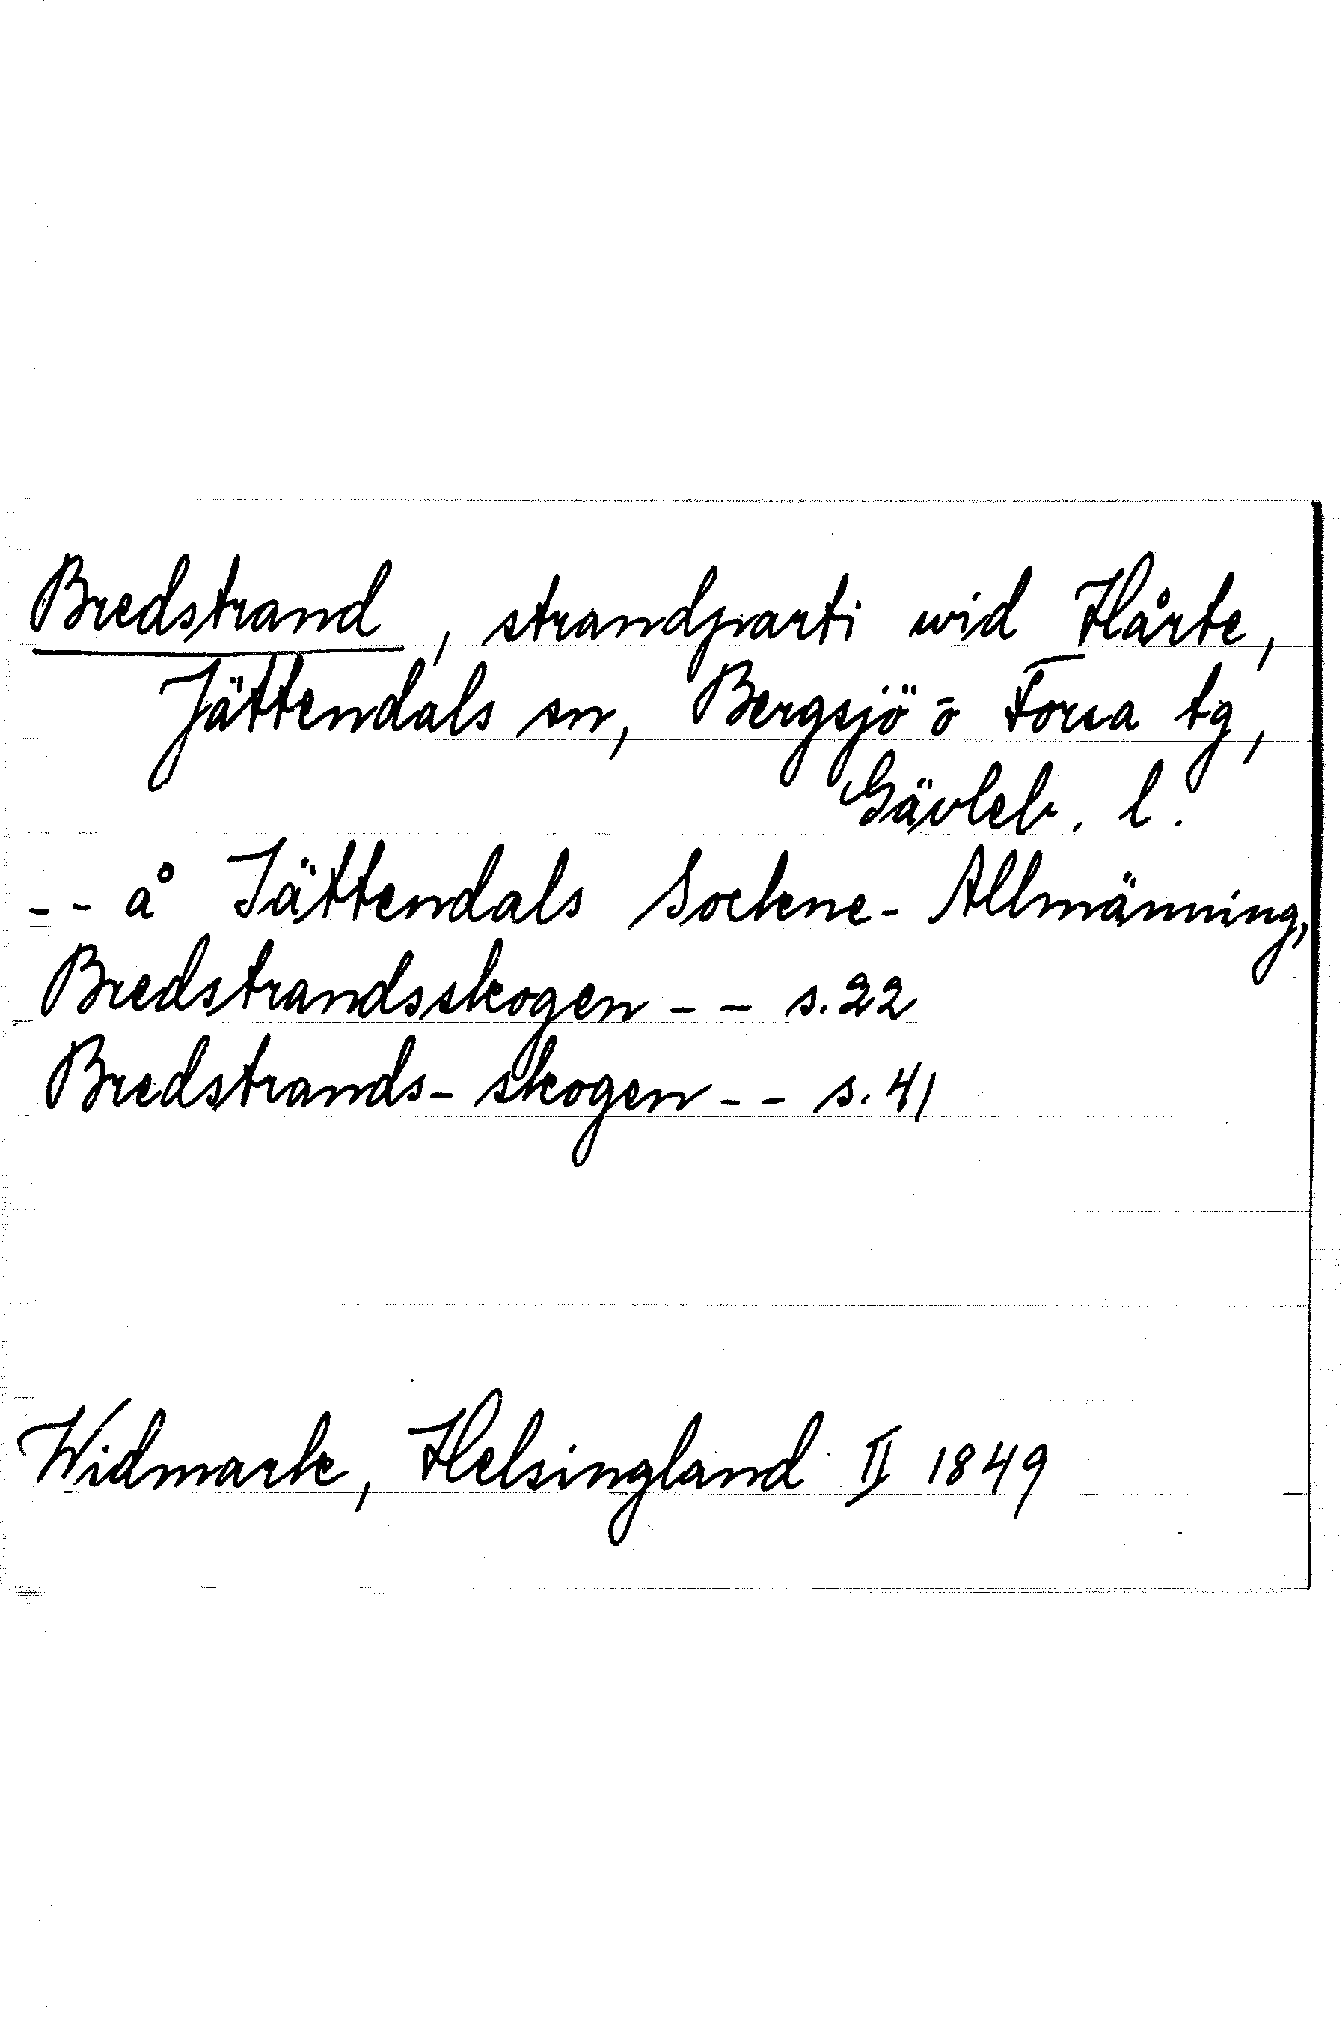 Bredstrand, strandparti wid Hårte,
Jättendals sn, Bergsjö o Forsa tg,
Gävleb. l.
-- å Jättendals Sockne-Allmänning,
Bredstrandsskogen -- s. 22
Bredstrands-skogen -- s. 41
Widmark, Helsingland II 1849